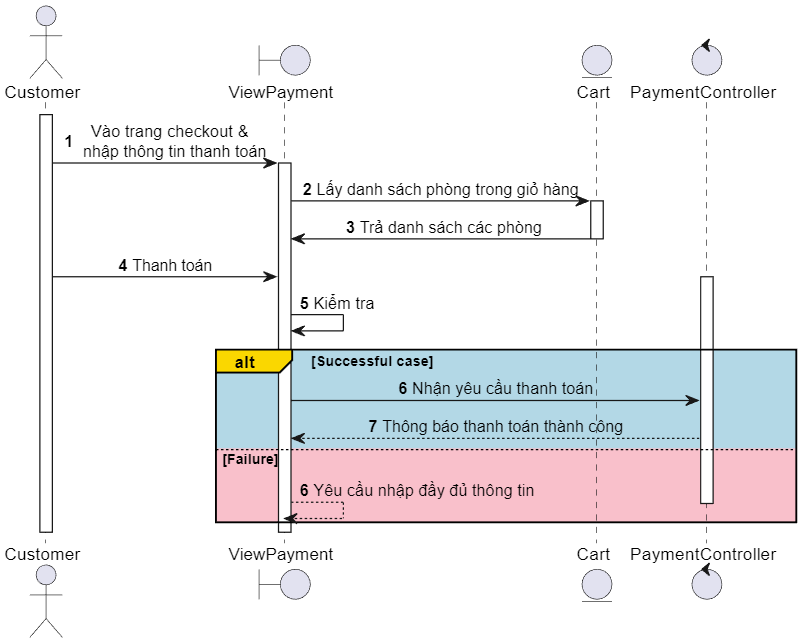 Customer
ViewPayment
Cart
PaymentController
1 Vào trang checkout &
nhập thông tin thanh toán
2 Lấy danh sách phòng trong giỏ hàng
3 Trả danh sách các phòng
4 Thanh toán
5 Kiểm tra
alt [Successful case]
6 Nhận yêu cầu thanh toán
7 Thông báo thanh toán thành công
[Failure]
6 Yêu cầu nhập đầy đủ thông tin
Customer
ViewPayment
Cart
PaymentController